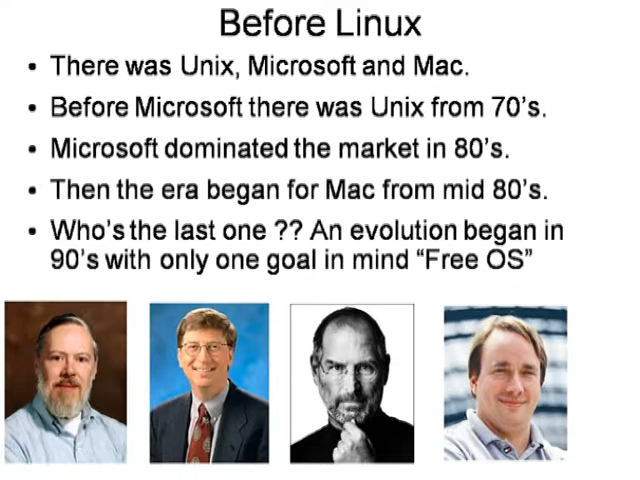 Before Linux
• There was Unix, Microsoft and Mac.
• Before Microsoft there was Unix from 70's.
• Microsoft dominated the market in 80's.
• Then the era began for Mac from mid 80's.
• Who's the last one ?? An evolution began in
90's with only one goal in mind “Free OS”